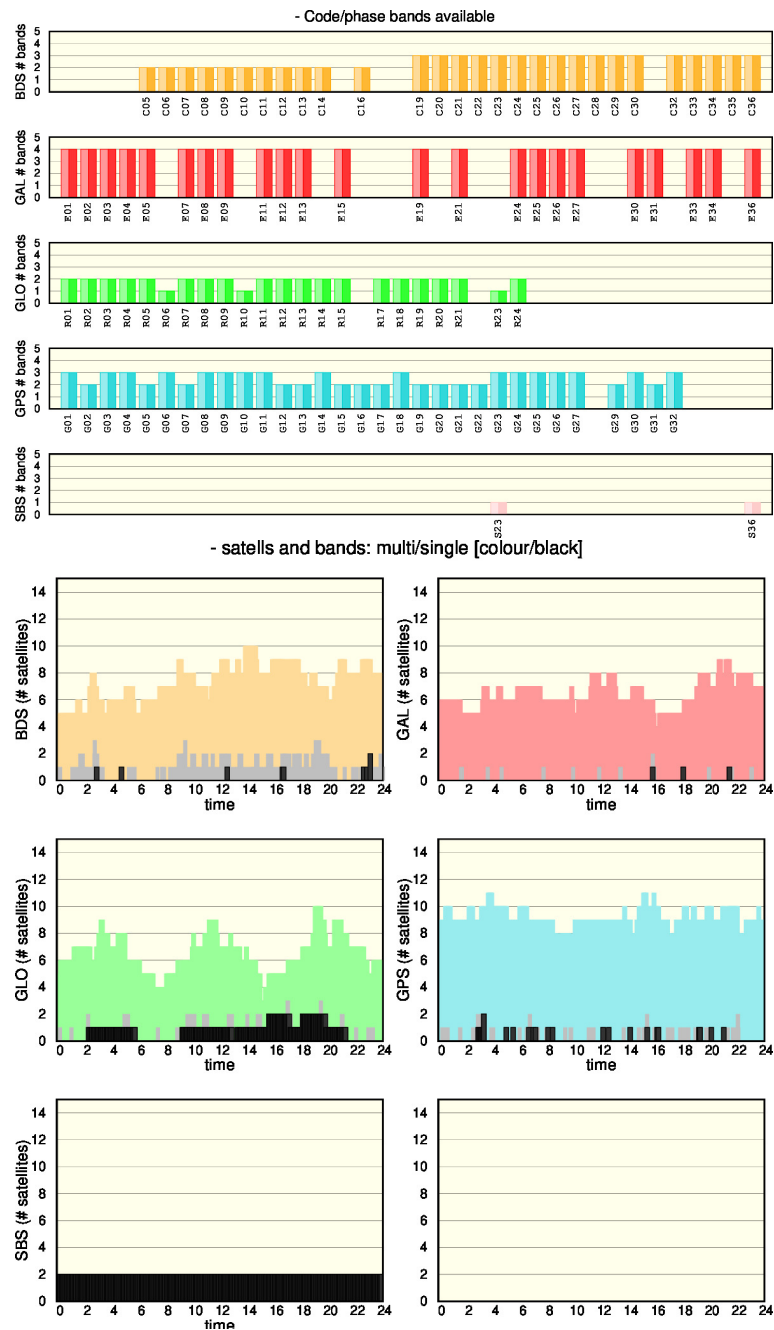 - Code/phase bands available
BDS # bands
5
4
3
2
1
0
C05 C06 C07 C08 C09 C10 C11 C12 C13 C14 C16 C19 C20 C21 C22 C23 C24 C25 C26 C27 C28 C29 C30 C32 C33 C34 C35 C36
GAL # bands
5
4
3
2
1
0
E01 E02 E03 E04 E05 E07 E08 E09 E11 E12 E13 E15 E19 E21 E24 E25 E26 E27 E30 E31 E33 E34 E36
GLO # bands
5
4
3
2
1
0
R01 R02 R03 R04 R05 R06 R07 R08 R09 R10 R11 R12 R13 R14 R15 R17 R18 R19 R20 R21 R23 R24
GPS # bands
5
4
3
2
1
0
G01 G02 G03 G04 G05 G06 G07 G08 G09 G10 G11 G12 G13 G14 G15 G16 G17 G18 G19 G20 G21 G22 G23 G24 G25 G26 G27 G29 G30 G31 G32
SBS # bands
5
4
3
2
1
0
S23 S36
- satells and bands: multi/single [colour/black]
BDS (# satellites)
14
12
10
8
6
4
2
0
0 2 4 6 8 10 12 14 16 18 20 22 24
time
GAL (# satellites)
14
12
10
8
6
4
2
0
0 2 4 6 8 10 12 14 16 18 20 22 24
time
GLO (# satellites)
14
12
10
8
6
4
2
0
0 2 4 6 8 10 12 14 16 18 20 22 24
time
GPS (# satellites)
14
12
10
8
6
4
2
0
0 2 4 6 8 10 12 14 16 18 20 22 24
time
SBS (# satellites)
14
12
10
8
6
4
2
0
0 2 4 6 8 10 12 14 16 18 20 22 24
time
14
12
10
8
6
4
2
0
0 2 4 6 8 10 12 14 16 18 20 22 24